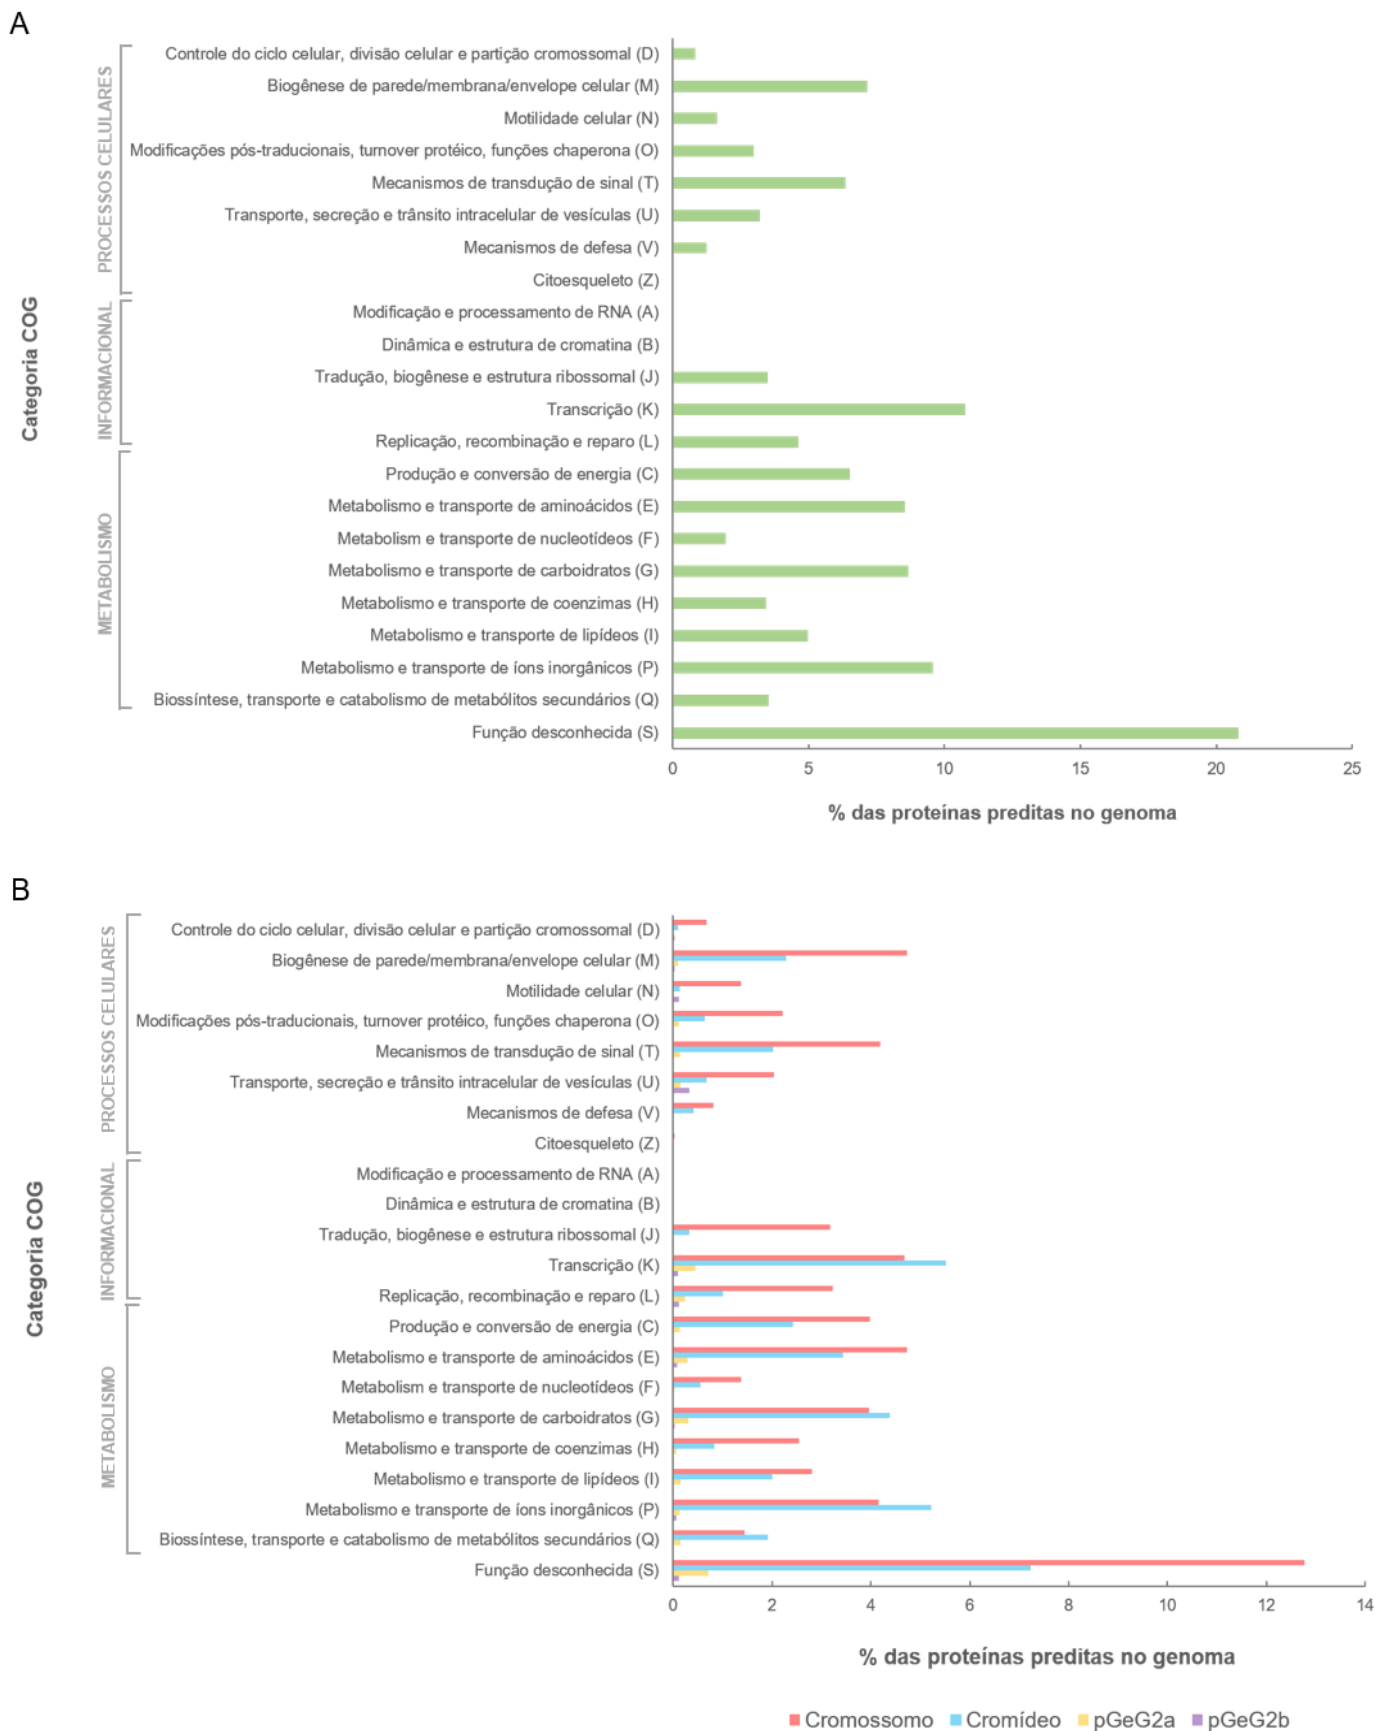 A
Categoria COG
PROCESSOS CELULARES
Controle do ciclo celular, divisão celular e partição cromossomal (D)
Biogênese de parede/membrana/envelope celular (M)
Motilidade celular (N)
Modificações pós-traducionais, turnover protéico, funções chaperona (O)
Mecanismos de transdução de sinal (T)
Transporte, secreção e trânsito intracelular de vesículas (U)
Mecanismos de defesa (V)
Citoesqueleto (Z)
INFORMACIONAL
Modificação e processamento de RNA (A)
Dinâmica e estrutura de cromatina (B)
Tradução, biogênese e estrutura ribossomal (J)
Transcrição (K)
Replicação, recombinação e reparo (L)
METABOLISMO
Produção e conversão de energia (C)
Metabolismo e transporte de aminoácidos (E)
Metabolism e transporte de nucleotídeos (F)
Metabolismo e transporte de carboidratos (G)
Metabolismo e transporte de coenzimas (H)
Metabolismo e transporte de lipídeos (I)
Metabolismo e transporte de íons inorgânicos (P)
Biossíntese, transporte e catabolismo de metabólitos secundários (Q)
Função desconhecida (S)
0 5 10 15 20 25
% das proteínas preditas no genoma
B
Categoria COG
PROCESSOS CELULARES
Controle do ciclo celular, divisão celular e partição cromossomal (D)
Biogênese de parede/membrana/envelope celular (M)
Motilidade celular (N)
Modificações pós-traducionais, turnover protéico, funções chaperona (O)
Mecanismos de transdução de sinal (T)
Transporte, secreção e trânsito intracelular de vesículas (U)
Mecanismos de defesa (V)
Citoesqueleto (Z)
INFORMACIONAL
Modificação e processamento de RNA (A)
Dinâmica e estrutura de cromatina (B)
Tradução, biogênese e estrutura ribossomal (J)
Transcrição (K)
Replicação, recombinação e reparo (L)
METABOLISMO
Produção e conversão de energia (C)
Metabolismo e transporte de aminoácidos (E)
Metabolism e transporte de nucleotídeos (F)
Metabolismo e transporte de carboidratos (G)
Metabolismo e transporte de coenzimas (H)
Metabolismo e transporte de lipídeos (I)
Metabolismo e transporte de íons inorgânicos (P)
Biossíntese, transporte e catabolismo de metabólitos secundários (Q)
Função desconhecida (S)
0 2 4 6 8 10 12 14
% das proteínas preditas no genoma
Cromossomo Cromídeo pGeG2a pGeG2b